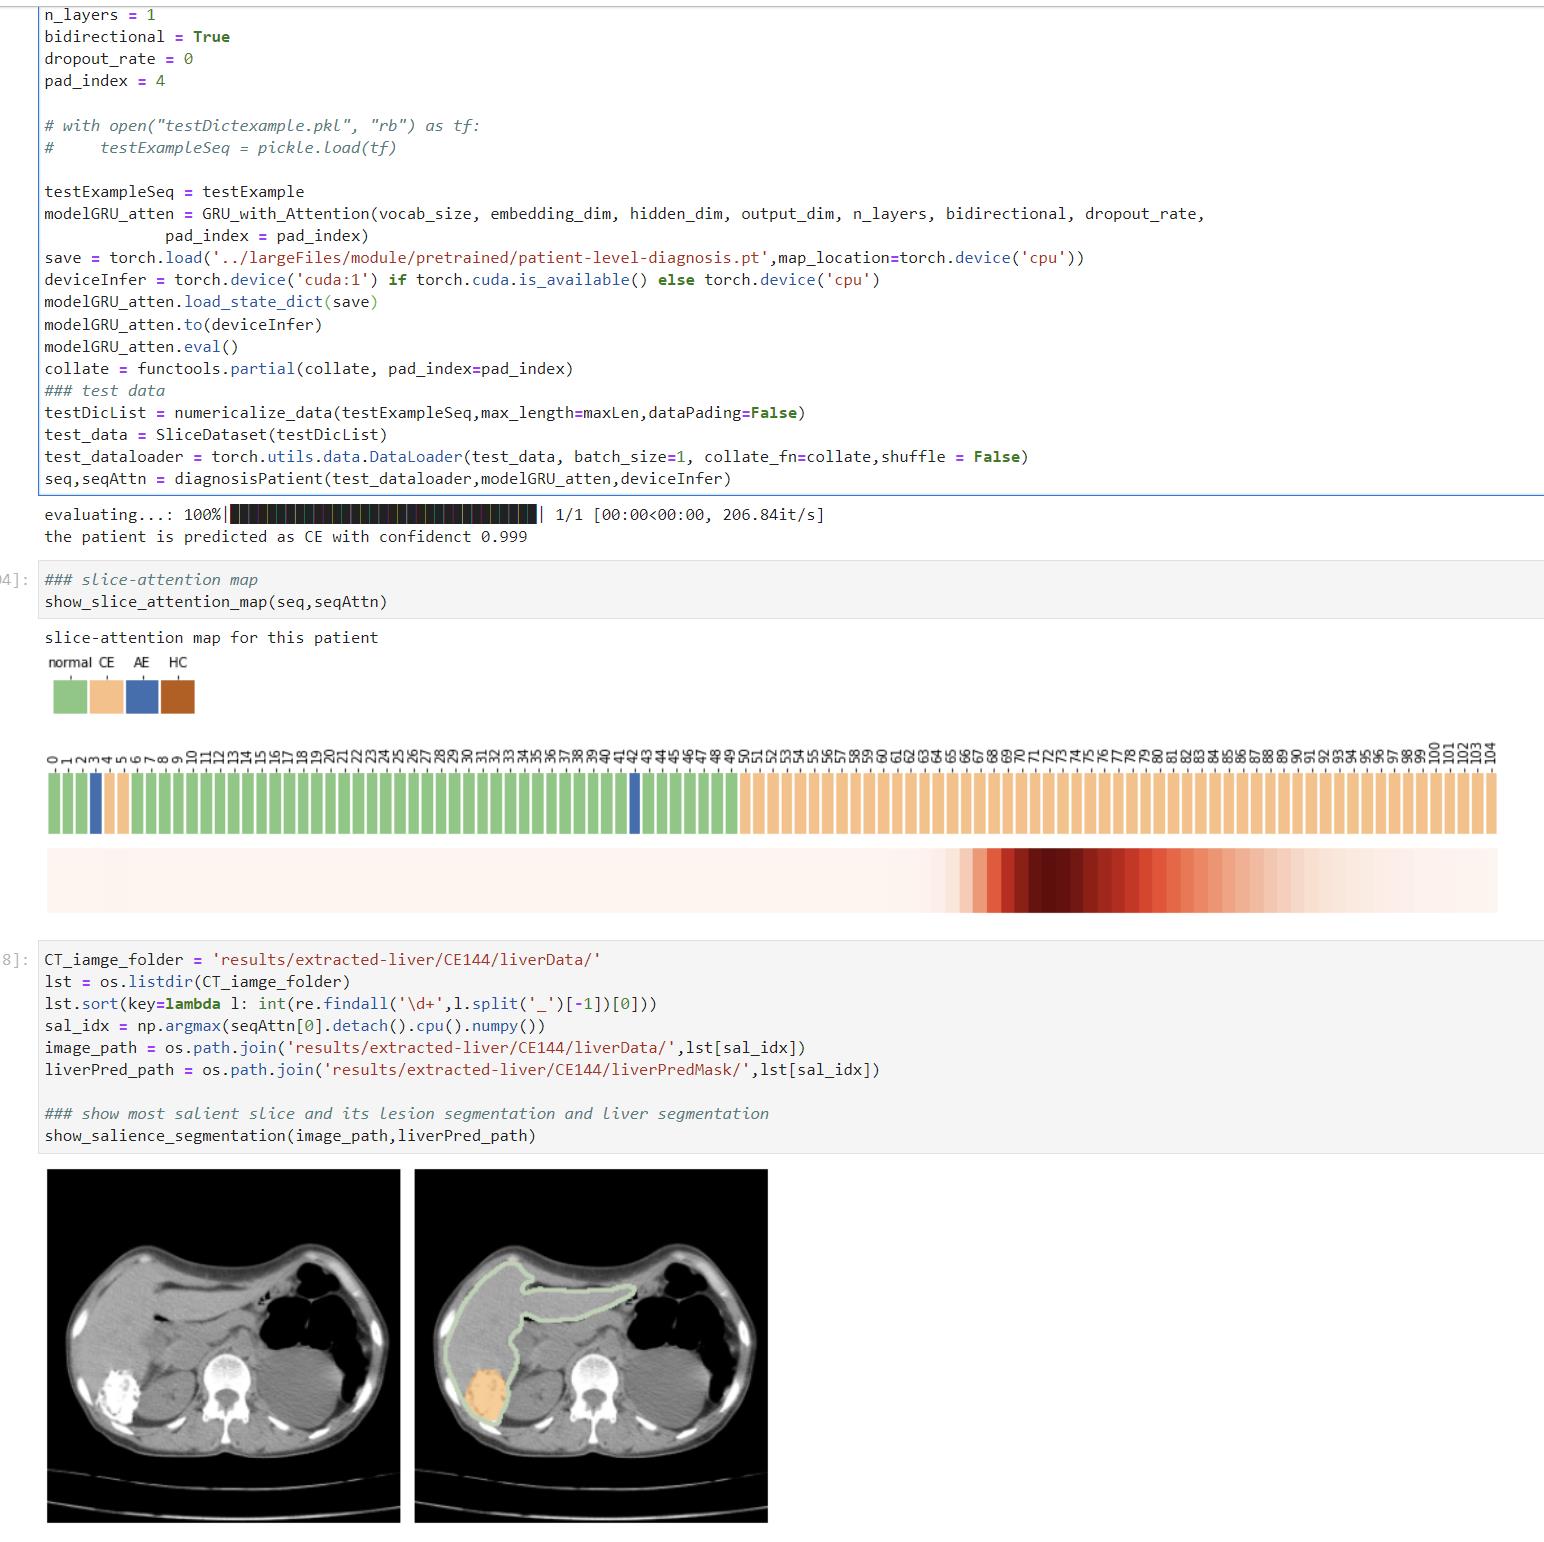 n_layers = 1
bidirectional = True
dropout_rate = 0
pad_index = 4
# with open("testDictexample.pkl", "rb") as tf:
#     testExampleSeq = pickle.load(tf)
testExampleSeq = testExample
modelGRU_atten = GRU_with_Attention(vocab_size, embedding_dim, hidden_dim, output_dim, n_layers, bidirectional, dropout_rate,
             pad_index = pad_index)
save = torch.load('../largeFiles/module/pretrained/patient-level-diagnosis.pt',map_location=torch.device('cpu'))
deviceInfer = torch.device('cuda:1') if torch.cuda.is_available() else torch.device('cpu')
modelGRU_atten.load_state_dict(save)
modelGRU_atten.to(deviceInfer)
modelGRU_atten.eval()
collate = functools.partial(collate, pad_index=pad_index)
### test data
testDicList = numericalize_data(testExampleSeq,max_length=maxLen,dataPading=False)
test_data = SliceDataset(testDicList)
test_dataloader = torch.utils.data.DataLoader(test_data, batch_size=1, collate_fn=collate,shuffle = False)
seq,seqAttn = diagnosisPatient(test_dataloader,modelGRU_atten,deviceInfer)
evaluating...: 100%|██████████████████████████████| 1/1 [00:00<00:00, 206.84it/s]
the patient is predicted as CE with confidenct 0.999
4]: ### slice-attention map
show_slice_attention_map(seq,seqAttn)
slice-attention map for this patient
normal CE AE HC
0 1 2 3 4 5 6 7 8 9 10 11 12 13 14 15 16 17 18 19 20 21 22 23 24 25 26 27 28 29 30 31 32 33 34 35 36 37 38 39 40 41 42 43 44 45 46 47 48 49 50 51 52 53 54 55 56 57 58 59 60 61 62 63 64 65 66 67 68 69 70 71 72 73 74 75 76 77 78 79 80 81 82 83 84 85 86 87 88 89 90 91 92 93 94 95 96 97 98 99 100 101 102 103 104
8]: CT_iamge_folder = 'results/extracted-liver/CE144/liverData/'
lst = os.listdir(CT_iamge_folder)
lst.sort(key=lambda l: int(re.findall('\d+',l.split('_')[-1])[0]))
sal_idx = np.argmax(seqAttn[0].detach().cpu().numpy())
image_path = os.path.join('results/extracted-liver/CE144/liverData/',lst[sal_idx])
liverPred_path = os.path.join('results/extracted-liver/CE144/liverPredMask/',lst[sal_idx])
### show most salient slice and its lesion segmentation and liver segmentation
show_salience_segmentation(image_path,liverPred_path)